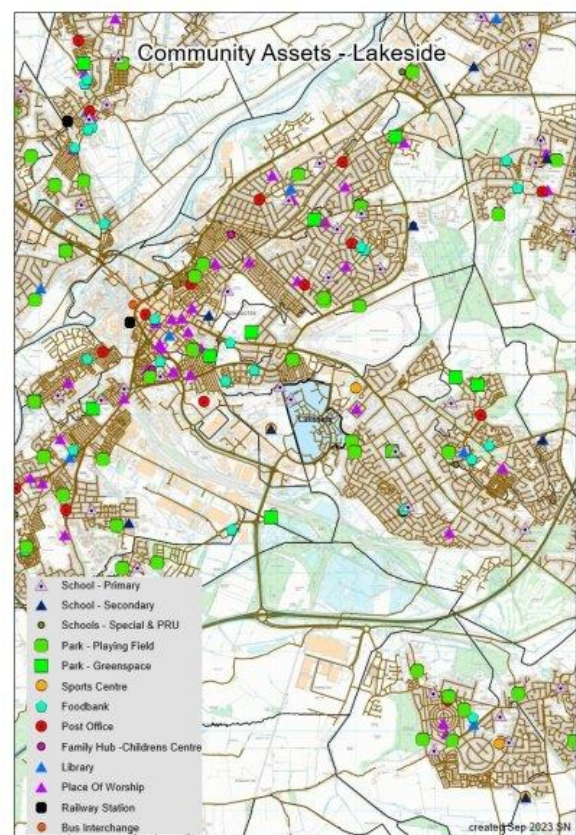 Community Assets - Lakeside
Lakeside
School - Primary
School - Secondary
Schools - Special & PRU
Park - Playing Field
Park - Greenspace
Sports Centre
Foodbank
Post Office
Family Hub -Childrens Centre
Library
Place Of Worship
Railway Station
Bus Interchange
created Sep 2023 SN